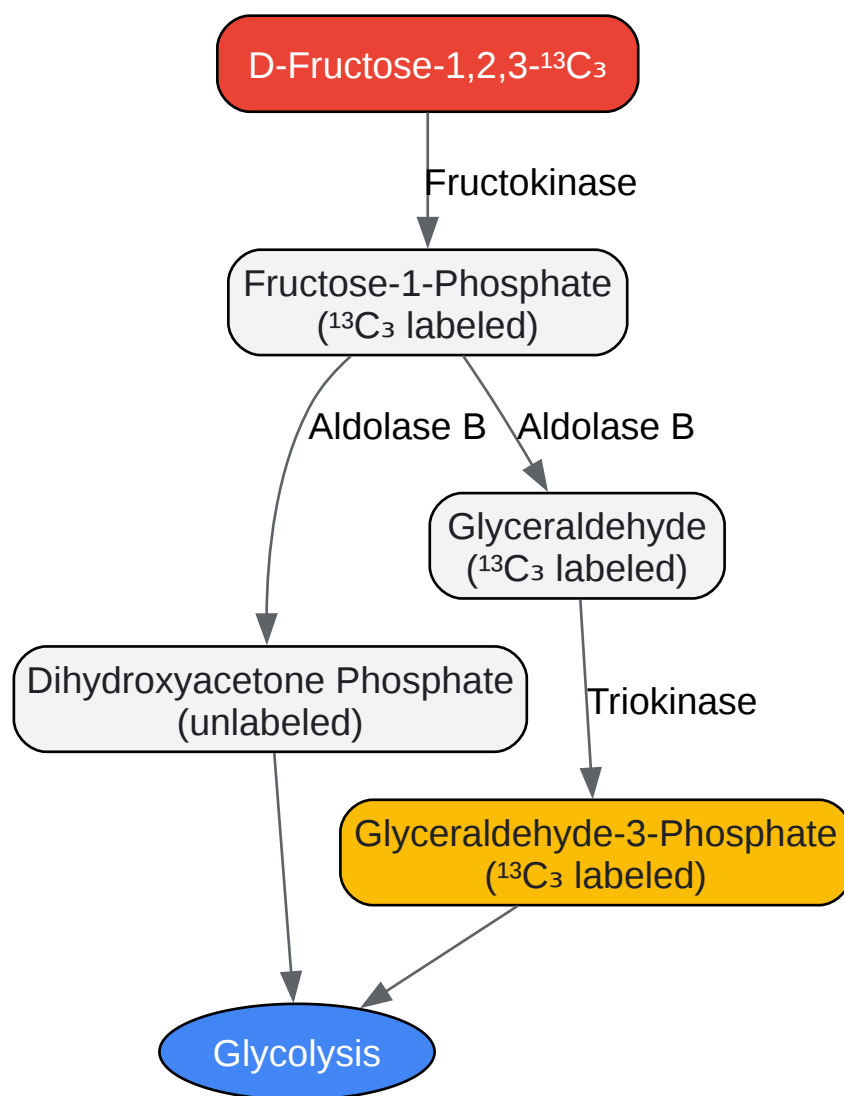 D-Fructose-1,2,3-¹³C₃
Fructokinase
Fructose-1-Phosphate
(¹³C₃ labeled)
Aldolase B
Aldolase B
Glyceraldehyde
(¹³C₃ labeled)
Dihydroxyacetone Phosphate
(unlabeled)
Triokinase
Glyceraldehyde-3-Phosphate
(¹³C₃ labeled)
Glycolysis